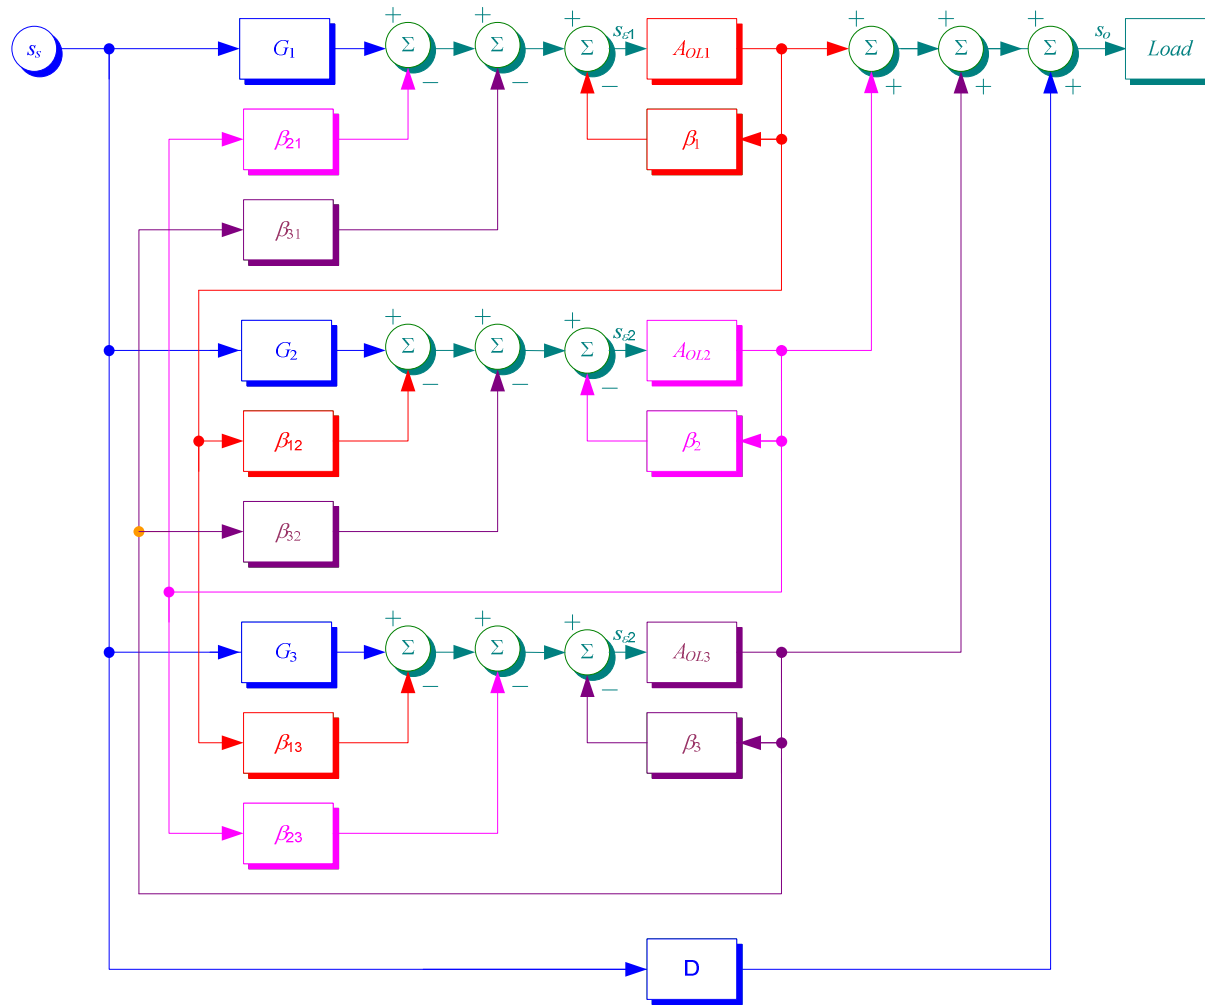 s_s G_1 + Σ − + Σ − + Σ − s_ε1 A_OL1 + Σ + + Σ + + Σ + s_o Load
β_21 β_1
β_31
G_2 + Σ − + Σ − + Σ − s_ε2 A_OL2
β_12 β_2
β_32
G_3 + Σ − + Σ − + Σ − s_ε2 A_OL3
β_13 β_3
β_23
D